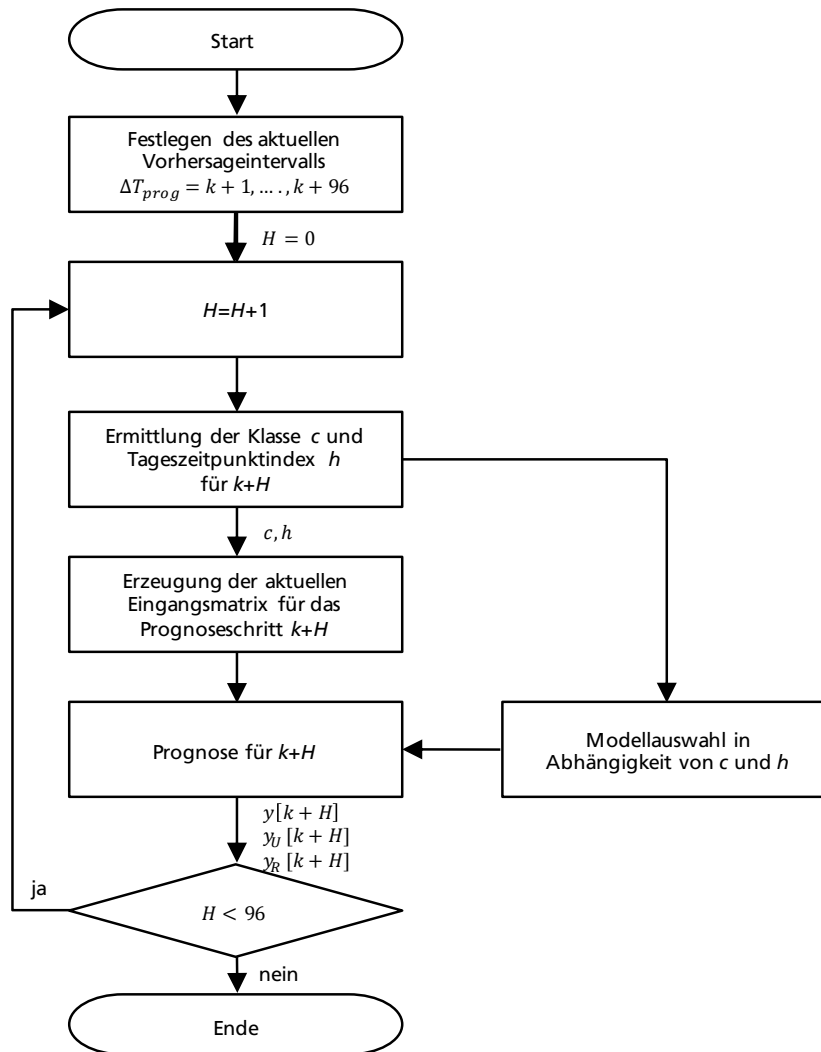 Start
Festlegen des aktuellen
Vorhersageintervalls
ΔT_prog = k + 1, … . , k + 96
H = 0
H=H+1
Ermittlung der Klasse c und
Tageszeitpunktindex h
für k+H
c, h
Erzeugung der aktuellen
Eingangsmatrix für das
Prognoseschritt k+H
Prognose für k+H
Modellauswahl in
Abhängigkeit von c und h
y[k + H]
y_U [k + H]
y_R [k + H]
ja
H < 96
nein
Ende